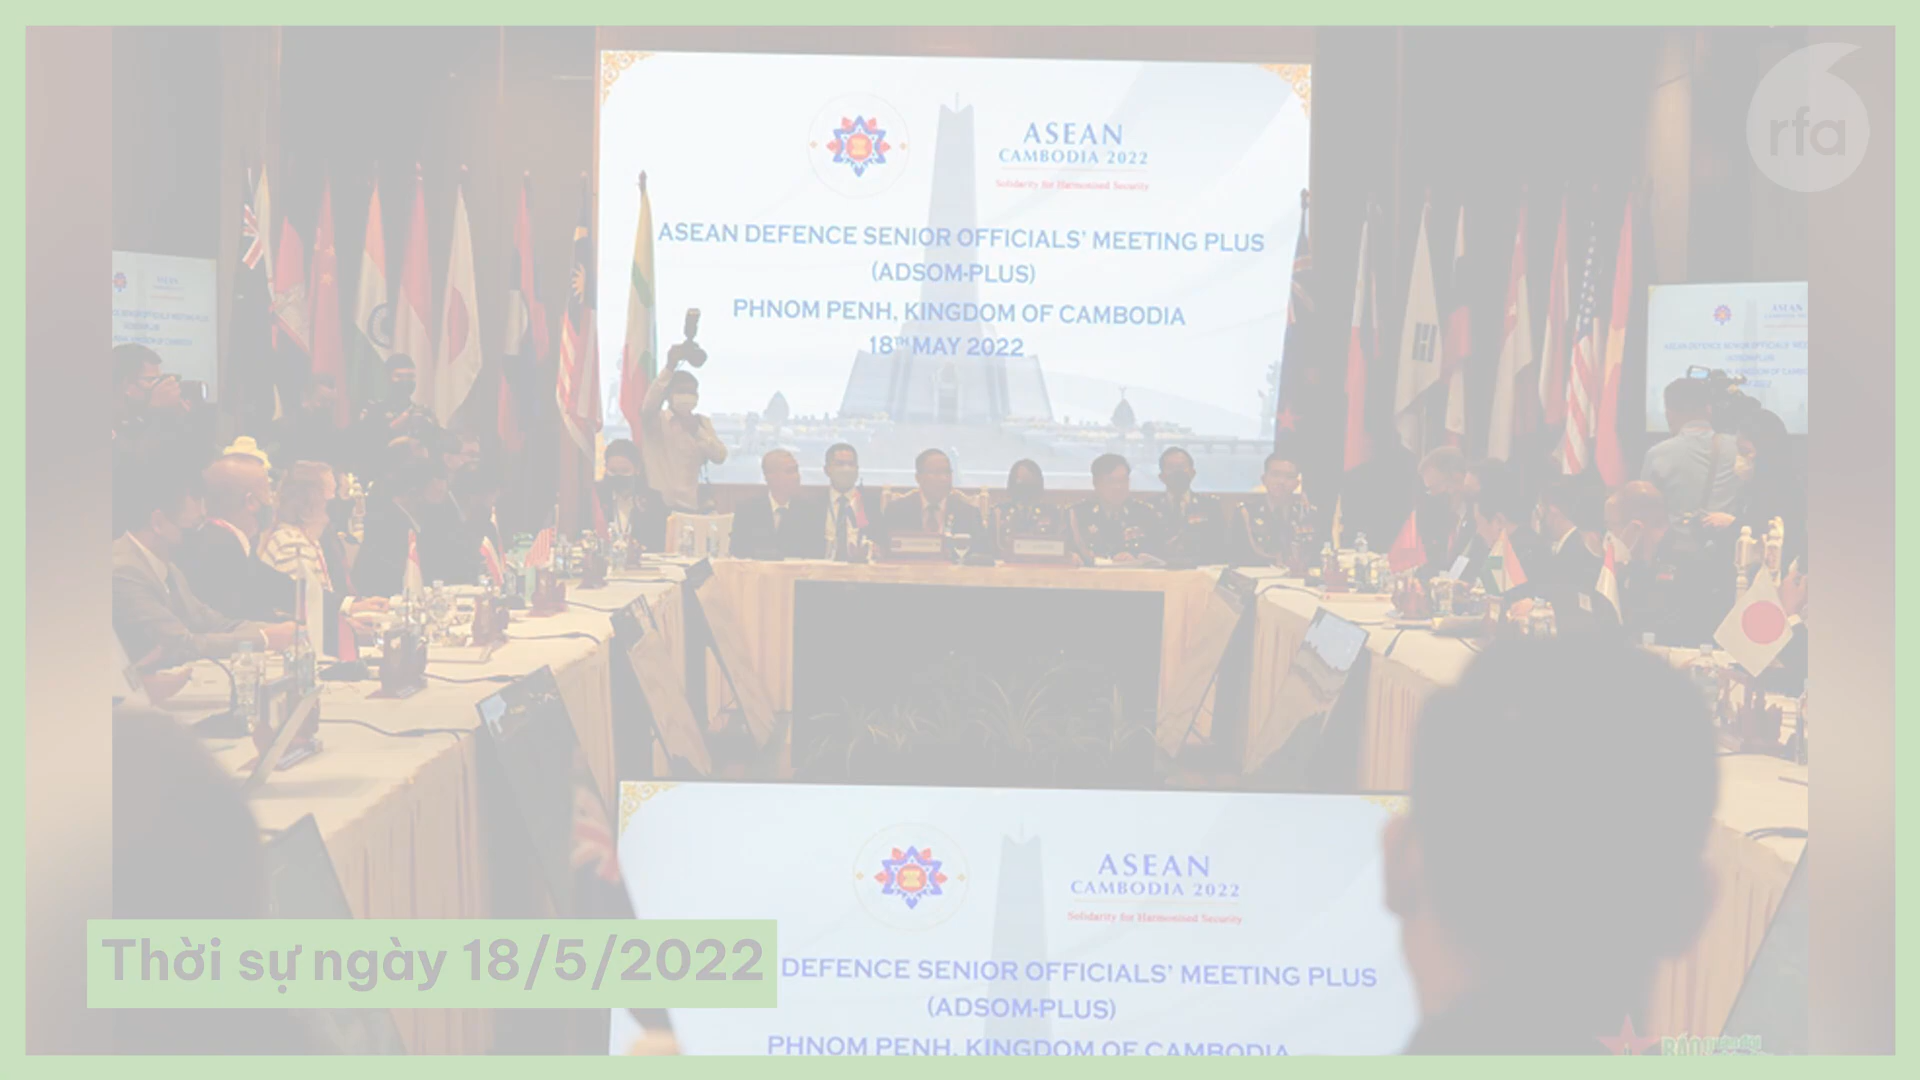 rfa
ASEAN
CAMBODIA 2022
Solidarity for Harmonised Security
ASEAN DEFENCE SENIOR OFFICIALS' MEETING PLUS
(ADSOM-PLUS)
PHNOM PENH, KINGDOM OF CAMBODIA
18TH MAY 2022
ASEAN
CAMBODIA 2022
Solidarity for Harmonised Security
DEFENCE SENIOR OFFICIALS' MEETING PLUS
(ADSOM-PLUS)
PHNOM PENH, KINGDOM OF CAMBODIA
Thời sự ngày 18/5/2022